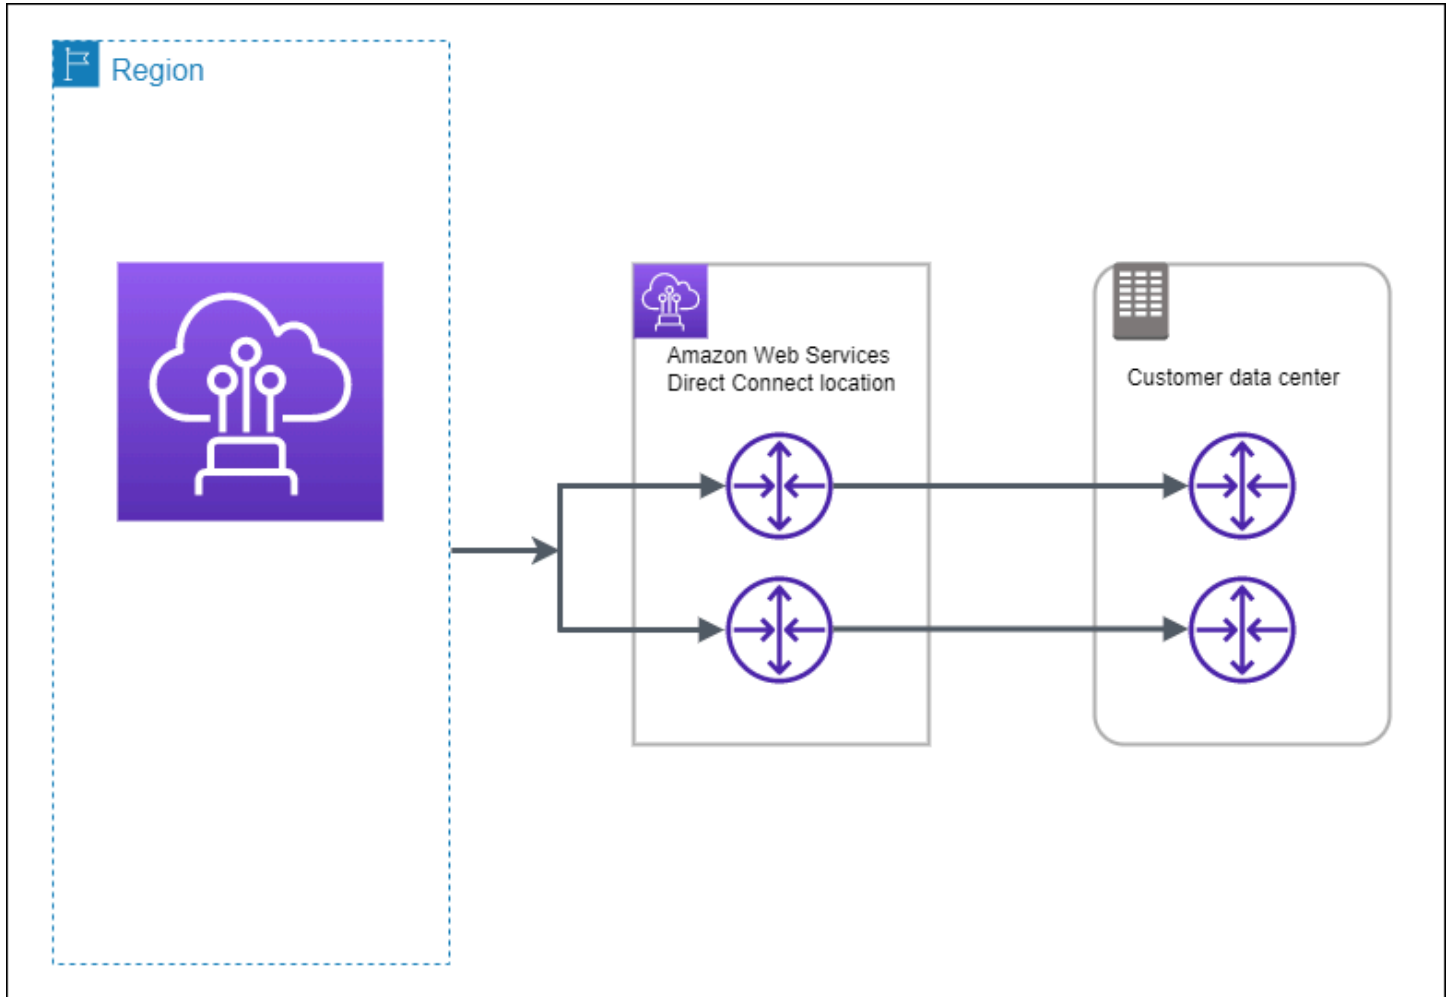 Region
Amazon Web Services
Direct Connect location
Customer data center